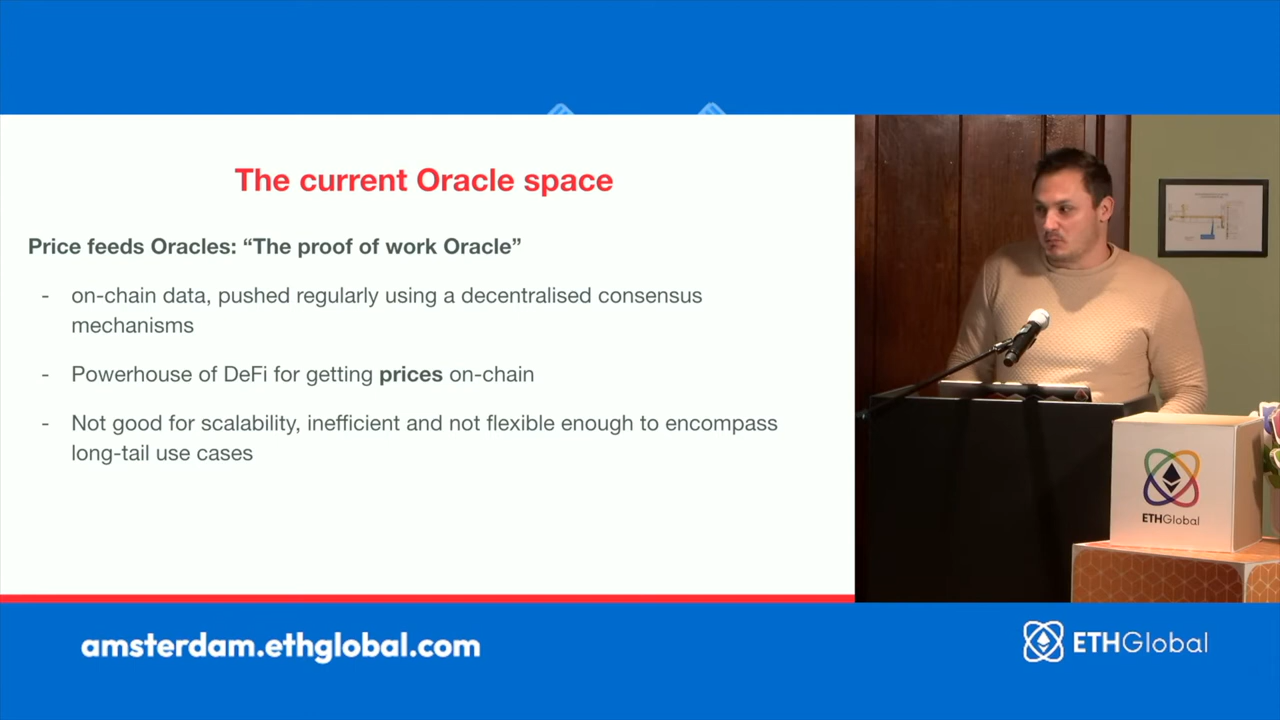 The current Oracle space
Price feeds Oracles: “The proof of work Oracle”
- on-chain data, pushed regularly using a decentralised consensus
mechanisms
- Powerhouse of DeFi for getting prices on-chain
- Not good for scalability, inefficient and not flexible enough to encompass
long-tail use cases
ETHGlobal
amsterdam.ethglobal.com
ETHGlobal